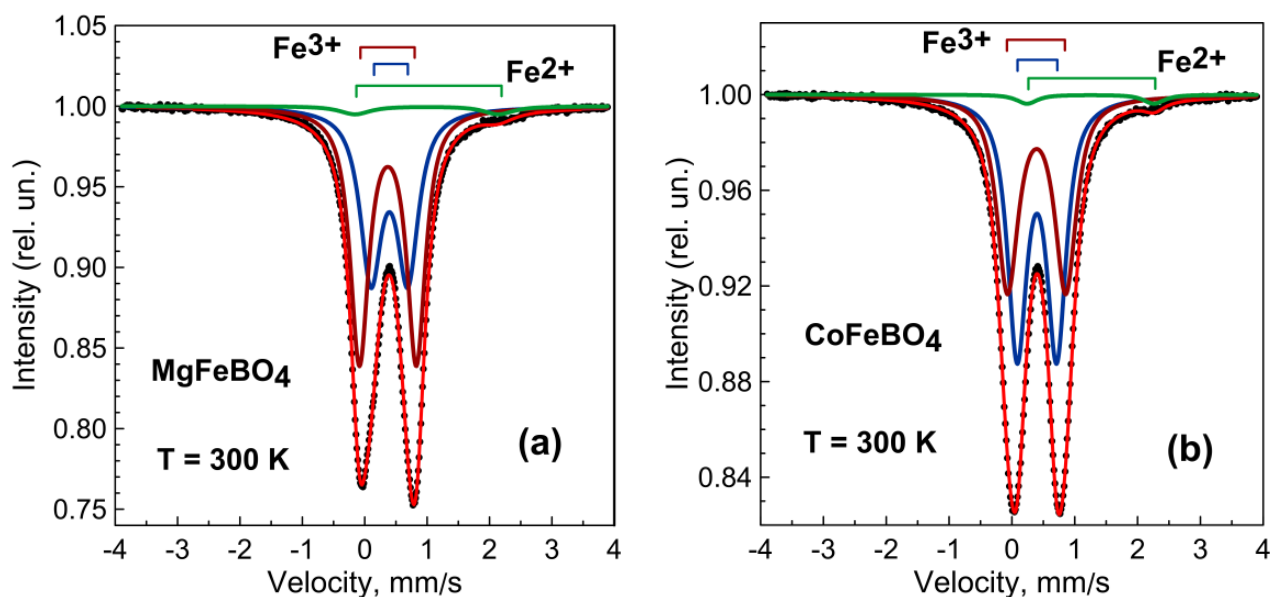 1.05
1.00
0.95
0.90
0.85
0.80
0.75
Intensity (rel. un.)
Fe3+
Fe2+
MgFeBO4
T = 300 K
(a)
-4 -3 -2 -1 0 1 2 3 4
Velocity, mm/s
1.00
0.96
0.92
0.88
0.84
Intensity (rel. un.)
Fe3+
Fe2+
CoFeBO4
T = 300 K
(b)
-4 -3 -2 -1 0 1 2 3 4
Velocity, mm/s